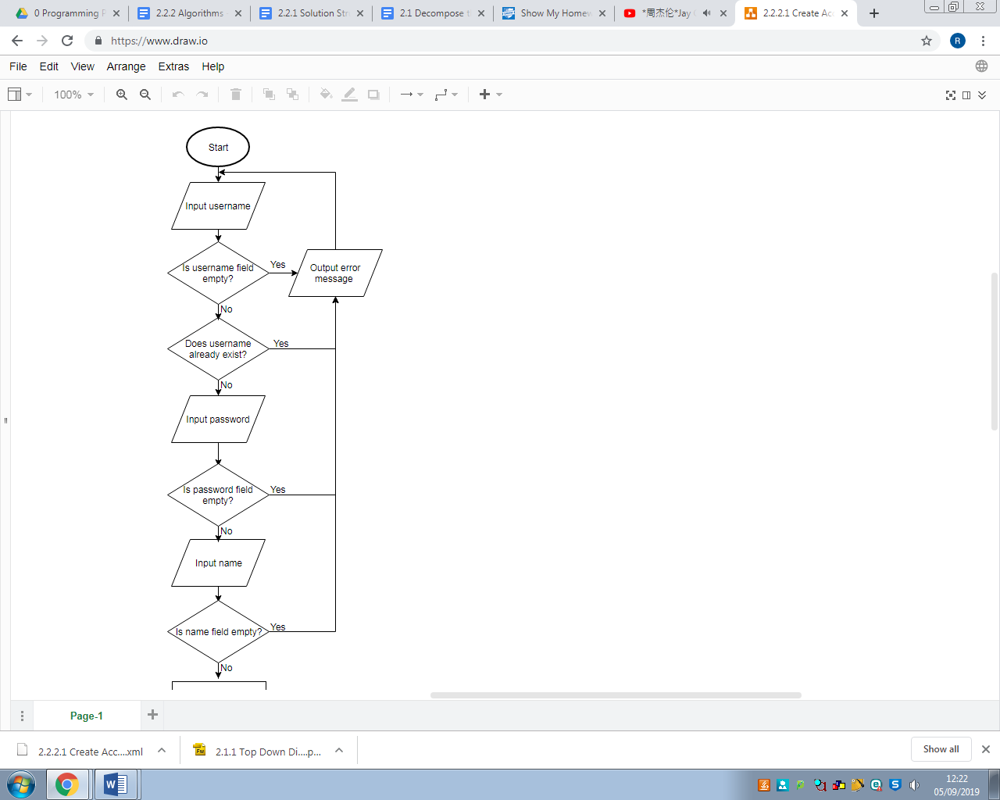 0 Programming P
2.2.2 Algorithms
2.2.1 Solution Str
2.1 Decompose t
Show My Homew
*周杰伦*Jay
2.2.2.1 Create Acc
https://www.draw.io
R
File Edit View Arrange Extras Help
100%
Start
Input username
Is username field
empty?
Yes
Output error
message
No
Does username
already exist?
Yes
No
Input password
Is password field
empty?
Yes
No
Input name
Is name field empty?
Yes
No
Page-1
2.2.2.1 Create Acc....xml
Fw
2.1.1 Top Down Di....p...
Show all
W
S
12:22
05/09/2019